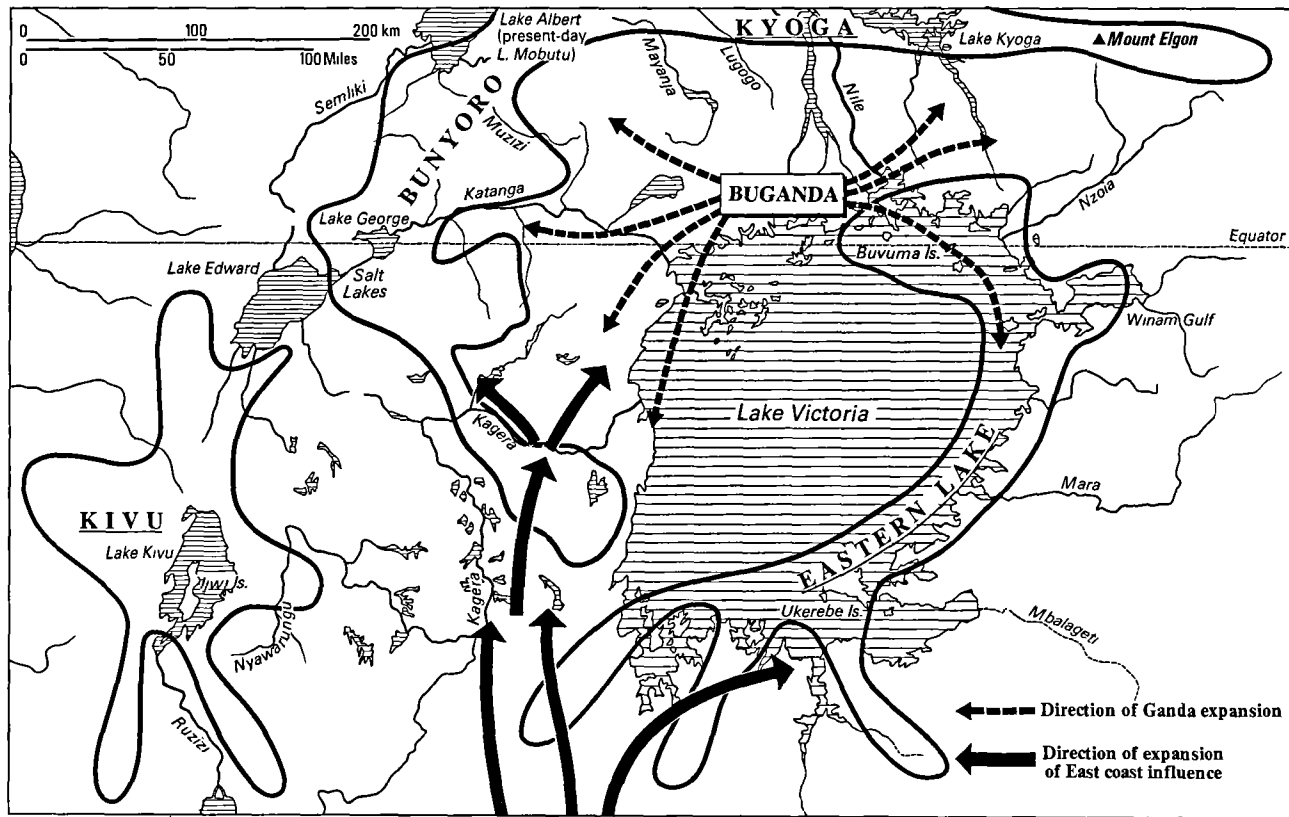 0 100 200 km
0 50 100 Miles
Lake Albert
(present-day
L. Mobutu)
KYOGA
Lake Kyoga
Mount Elgon
Semliki
Mayanja
Lugogo
Nile
BUNYORO
Muzizi
Katanga
BUGANDA
Nzoia
Lake George
Equator
Lake Edward
Salt
Lakes
Buvuma Is.
Winam Gulf
Lake Victoria
Kagera
EASTERN LAKE
Mara
KIVU
Lake Kivu
Is.
Kagera
Ukerebe Is.
Nyawarungu
Mbalageti
Ruzizi
Direction of Ganda expansion
Direction of expansion
of East coast influence